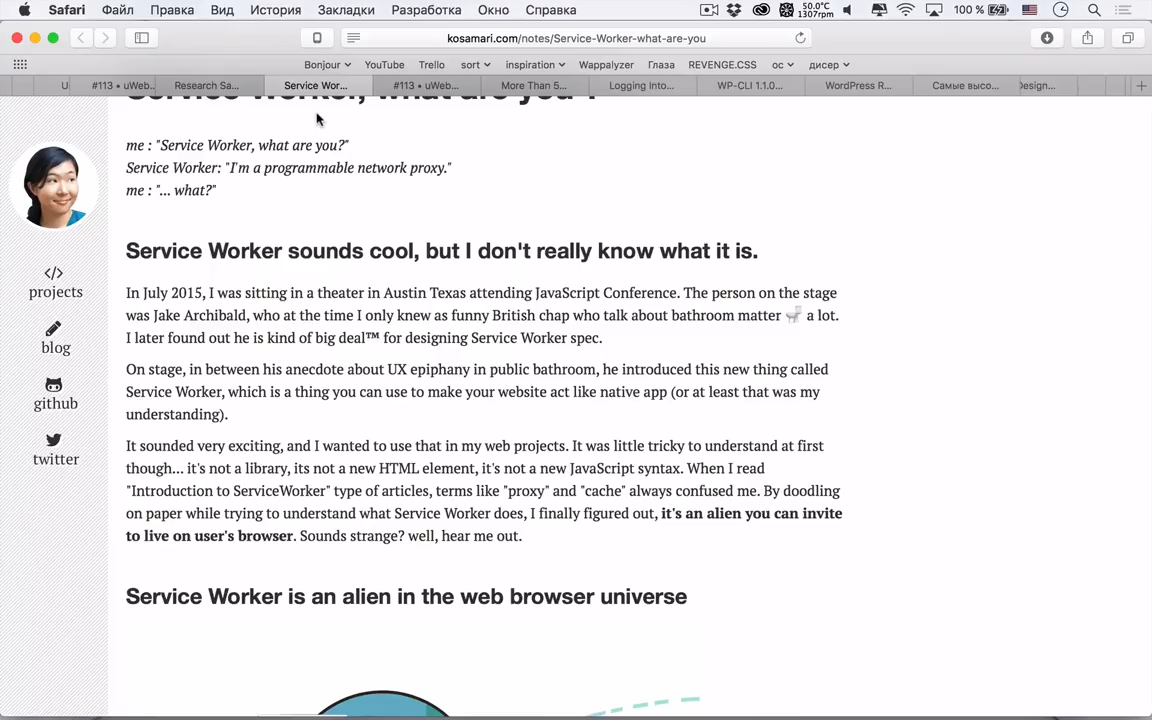 Safari Файл Правка Вид История Закладки Разработка Окно Справка 50.0°C 1307rpm 100 %
kosamari.com/notes/Service-Worker-what-are-you
Bonjour YouTube Trello sort inspiration Wappalyzer Глаза REVENGE.CSS ос дисер
U #113 • uWeb... Research Sa... Service Wor... #113 • uWeb... More Than 5... Logging Into... WP-CLI 1.1.0... WordPress R... Самые высо... Design...
Service Worker, what are you ?
me : "Service Worker, what are you?"
Service Worker: "I'm a programmable network proxy."
me : "... what?"
projects
blog
github
twitter
Service Worker sounds cool, but I don't really know what it is.
In July 2015, I was sitting in a theater in Austin Texas attending JavaScript Conference. The person on the stage
was Jake Archibald, who at the time I only knew as funny British chap who talk about bathroom matter 🚽 a lot.
I later found out he is kind of big deal™ for designing Service Worker spec.
On stage, in between his anecdote about UX epiphany in public bathroom, he introduced this new thing called
Service Worker, which is a thing you can use to make your website act like native app (or at least that was my
understanding).
It sounded very exciting, and I wanted to use that in my web projects. It was little tricky to understand at first
though... it's not a library, its not a new HTML element, it's not a new JavaScript syntax. When I read
"Introduction to ServiceWorker" type of articles, terms like "proxy" and "cache" always confused me. By doodling
on paper while trying to understand what Service Worker does, I finally figured out, it's an alien you can invite
to live on user's browser. Sounds strange? well, hear me out.
Service Worker is an alien in the web browser universe